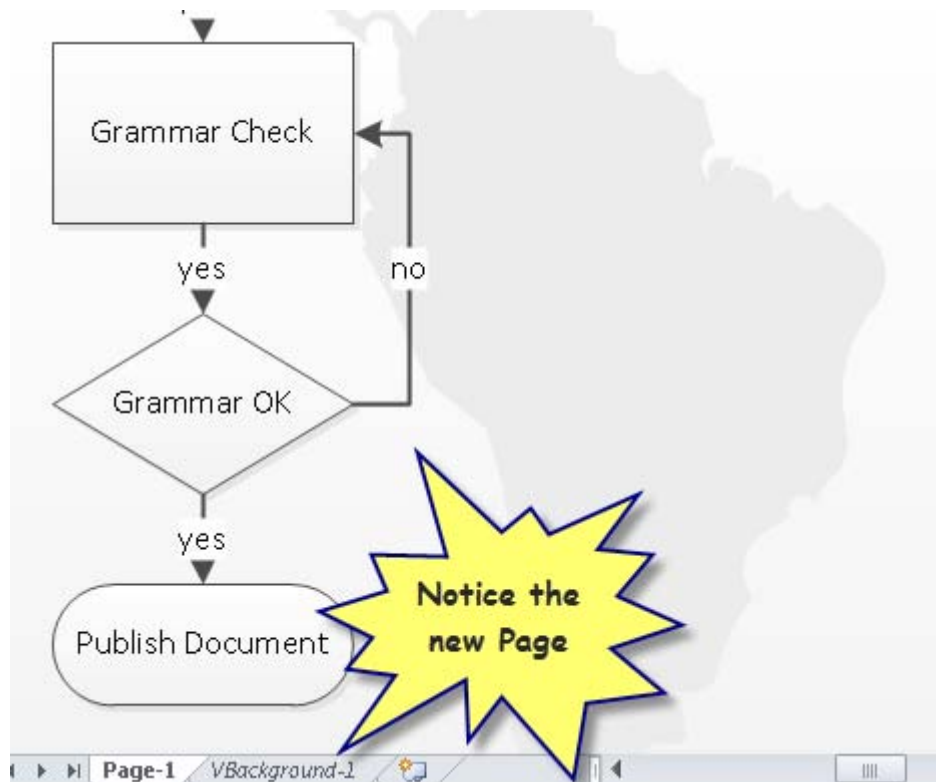 Grammar Check
yes
no
Grammar OK
yes
Publish Document
Notice the
new Page
Page-1
VBackground-1